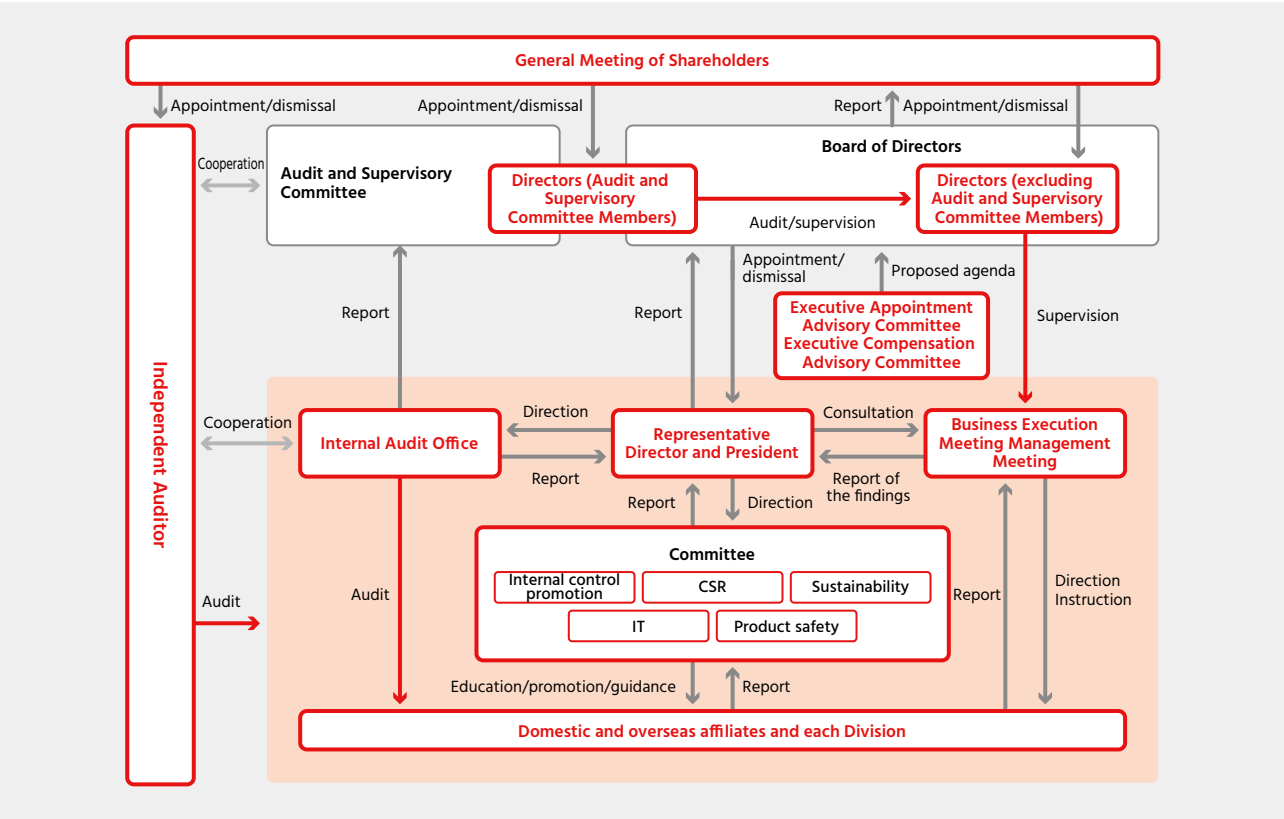 General Meeting of Shareholders
Appointment/dismissal
Appointment/dismissal
Report
Appointment/dismissal
Cooperation
Audit and Supervisory
Committee
Directors (Audit and
Supervisory
Committee Members)
Board of Directors
Directors (excluding
Audit and Supervisory
Committee Members)
Audit/supervision
Report
Report
Appointment/
dismissal
Proposed agenda
Executive Appointment
Advisory Committee
Executive Compensation
Advisory Committee
Supervision
Independent Auditor
Cooperation
Internal Audit Office
Direction
Report
Representative
Director and President
Consultation
Report of
the findings
Business Execution
Meeting Management
Meeting
Report
Direction
Audit
Audit
Committee
Internal control
promotion
CSR
Sustainability
IT
Product safety
Report
Direction
Instruction
Education/promotion/guidance
Report
Domestic and overseas affiliates and each Division